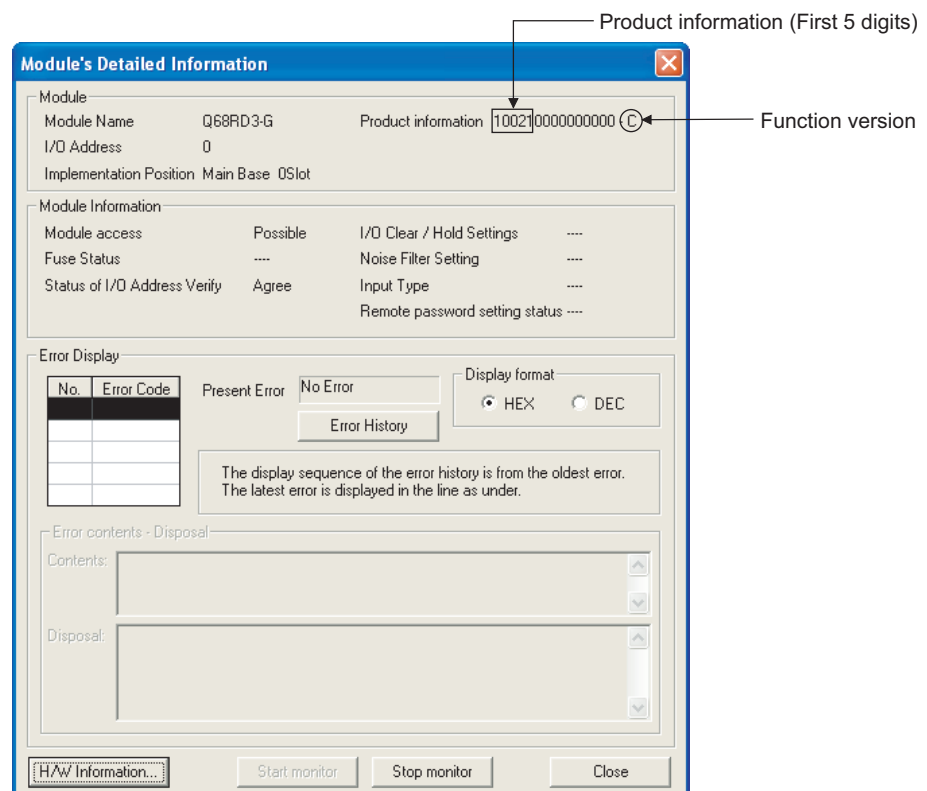 Product information (First 5 digits)
Module's Detailed Information
Module
Module Name Q68RD3-G Product information 100210000000000 - C
Function version
I/O Address 0
Implementation Position Main Base 0Slot
Module Information
Module access Possible I/O Clear / Hold Settings ----
Fuse Status ---- Noise Filter Setting ----
Status of I/O Address Verify Agree Input Type ----
Remote password setting status ----
Error Display
No. Error Code Present Error No Error Display format
HEX DEC
Error History
The display sequence of the error history is from the oldest error.
The latest error is displayed in the line as under.
Error contents - Disposal
Contents:
Disposal:
H/W Information... Start monitor Stop monitor Close